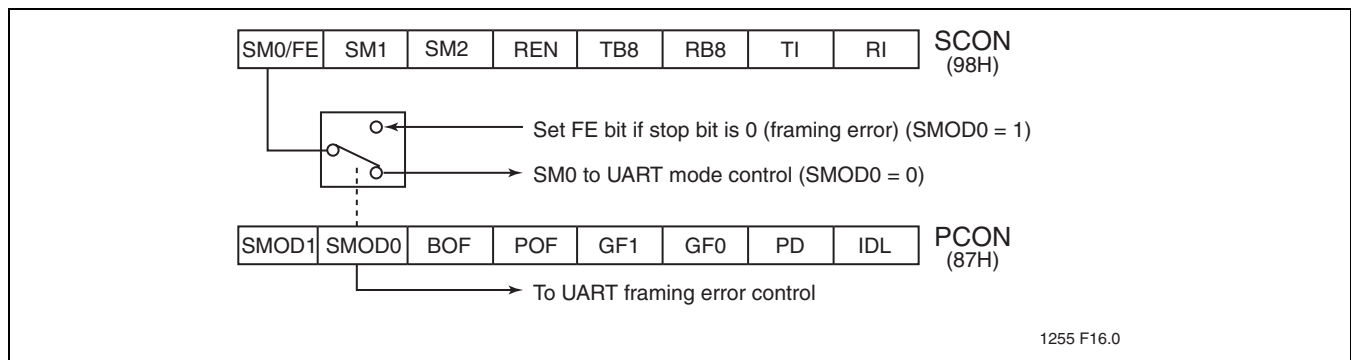 SM0/FE SM1 SM2 REN TB8 RB8 TI RI SCON
(98H)
Set FE bit if stop bit is 0 (framing error) (SMOD0 = 1)
SM0 to UART mode control (SMOD0 = 0)
SMOD1 SMOD0 BOF POF GF1 GF0 PD IDL PCON
(87H)
To UART framing error control
1255 F16.0